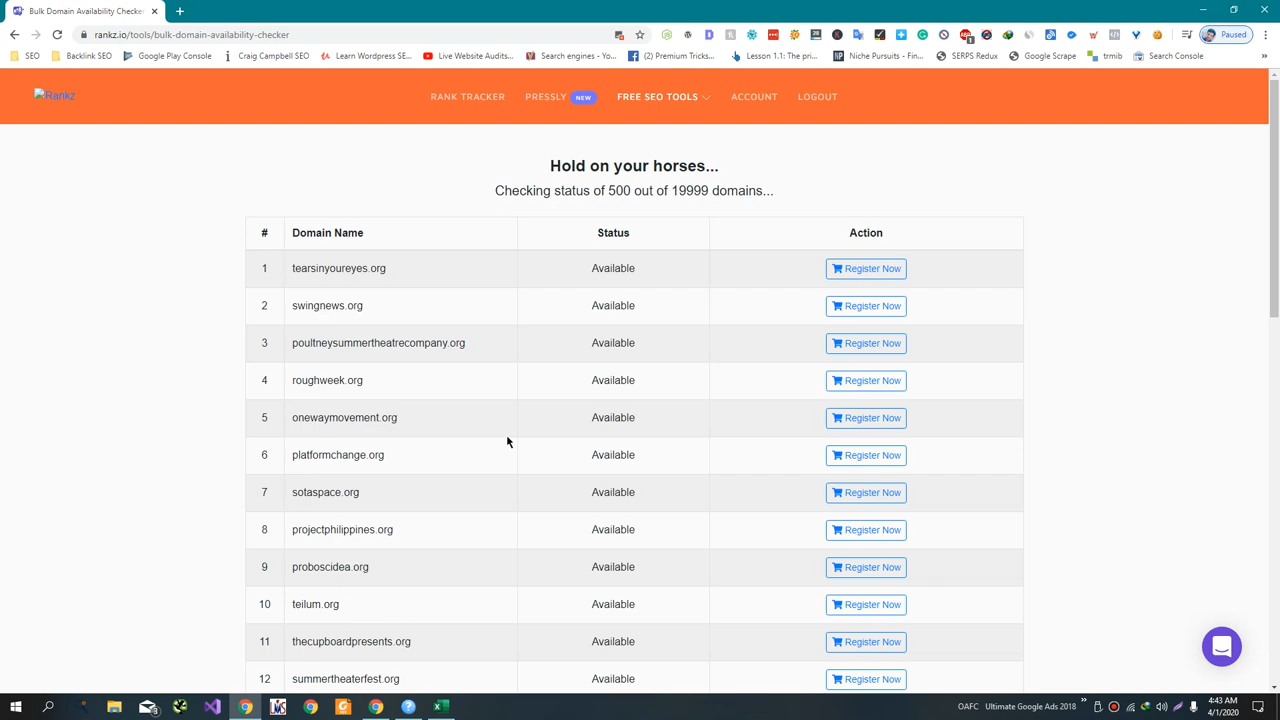 Bulk Domain Availability Checke
rankz.io/tools/bulk-domain-availability-checker
Paused
SEO
Backlink SEO
Google Play Console
Craig Campbell SEO
Learn Wordpress SE...
Live Website Audits...
Search engines - Yo...
(2) Premium Tricks...
Lesson 1.1: The pri...
Niche Pursuits - Fin...
SERPS Redux
Google Scrape
trmib
Search Console
»
Rankz
RANK TRACKER
PRESSLY NEW
FREE SEO TOOLS
ACCOUNT
LOGOUT
Hold on your horses...
Checking status of 500 out of 19999 domains...
# Domain Name Status Action
1 tearsinyoureyes.org Available Register Now
2 swingnews.org Available Register Now
3 poultneysummertheatrecompany.org Available Register Now
4 roughweek.org Available Register Now
5 onewaymovement.org Available Register Now
6 platformchange.org Available Register Now
7 sotaspace.org Available Register Now
8 projectphilippines.org Available Register Now
9 proboscidea.org Available Register Now
10 teilum.org Available Register Now
11 thecupboardpresents.org Available Register Now
12 summertheaterfest.org Available Register Now
OAFC
Ultimate Google Ads 2018
»
4:43 AM
4/1/2020